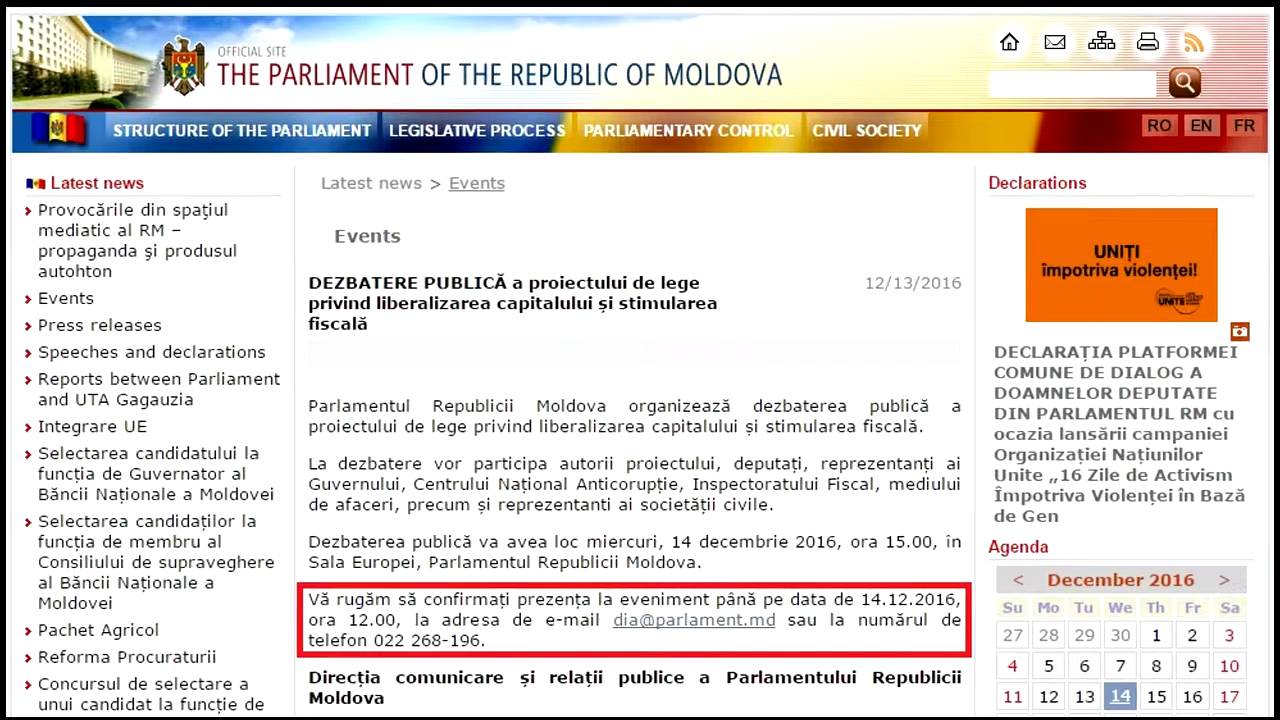 OFFICIAL SITE
THE PARLIAMENT OF THE REPUBLIC OF MOLDOVA
STRUCTURE OF THE PARLIAMENT
LEGISLATIVE PROCESS
PARLIAMENTARY CONTROL
CIVIL SOCIETY
RO EN FR
Latest news
Provocările din spaţiul
mediatic al RM –
propaganda şi produsul
autohton
Events
Press releases
Speeches and declarations
Reports between Parliament
and UTA Gagauzia
Integrare UE
Selectarea candidatului la
funcția de Guvernator al
Băncii Naționale a Moldovei
Selectarea candidaților la
funcția de membru al
Consiliului de supraveghere
al Băncii Naționale a
Moldovei
Pachet Agricol
Reforma Procuraturii
Concursul de selectare a
unui candidat la funcție de
Latest news > Events
Events
DEZBATERE PUBLICĂ a proiectului de lege
privind liberalizarea capitalului și stimularea
fiscală
12/13/2016
Parlamentul Republicii Moldova organizează dezbaterea publică a
proiectului de lege privind liberalizarea capitalului și stimularea fiscală.
La dezbatere vor participa autorii proiectului, deputați, reprezentanți ai
Guvernului, Centrului Național Anticorupție, Inspectoratului Fiscal, mediului
de afaceri, precum și reprezentanti ai societății civile.
Dezbaterea publică va avea loc miercuri, 14 decembrie 2016, ora 15.00, în
Sala Europei, Parlamentul Republicii Moldova.
Vă rugăm să confirmați prezența la eveniment până pe data de 14.12.2016,
ora 12.00, la adresa de e-mail dia@parlament.md sau la numărul de
telefon 022 268-196.
Direcția comunicare și relații publice a Parlamentului Republicii
Moldova
Declarations
UNIȚI
împotriva violenței!
UNITE
DECLARAȚIA PLATFORMEI
COMUNE DE DIALOG A
DOAMNELOR DEPUTATE
DIN PARLAMENTUL RM cu
ocazia lansării campaniei
Organizației Națiunilor
Unite „16 Zile de Activism
Împotriva Violenței în Bază
de Gen
Agenda
< December 2016 >
Su Mo Tu We Th Fr Sa
27 28 29 30 1 2 3
4 5 6 7 8 9 10
11 12 13 14 15 16 17